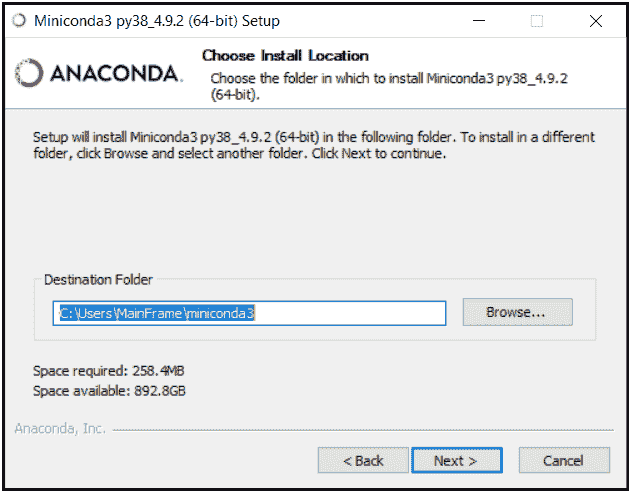 Miniconda3 py38_4.9.2 (64-bit) Setup
Choose Install Location
ANACONDA.
Choose the folder in which to install Miniconda3 py38_4.9.2
(64-bit).
Setup will install Miniconda3 py38_4.9.2 (64-bit) in the following folder. To install in a different
folder, click Browse and select another folder. Click Next to continue.
Destination Folder
C:\Users\MainFrame\miniconda3
Browse...
Space required: 258.4MB
Space available: 892.8GB
Anaconda, Inc.
< Back
Next >
Cancel